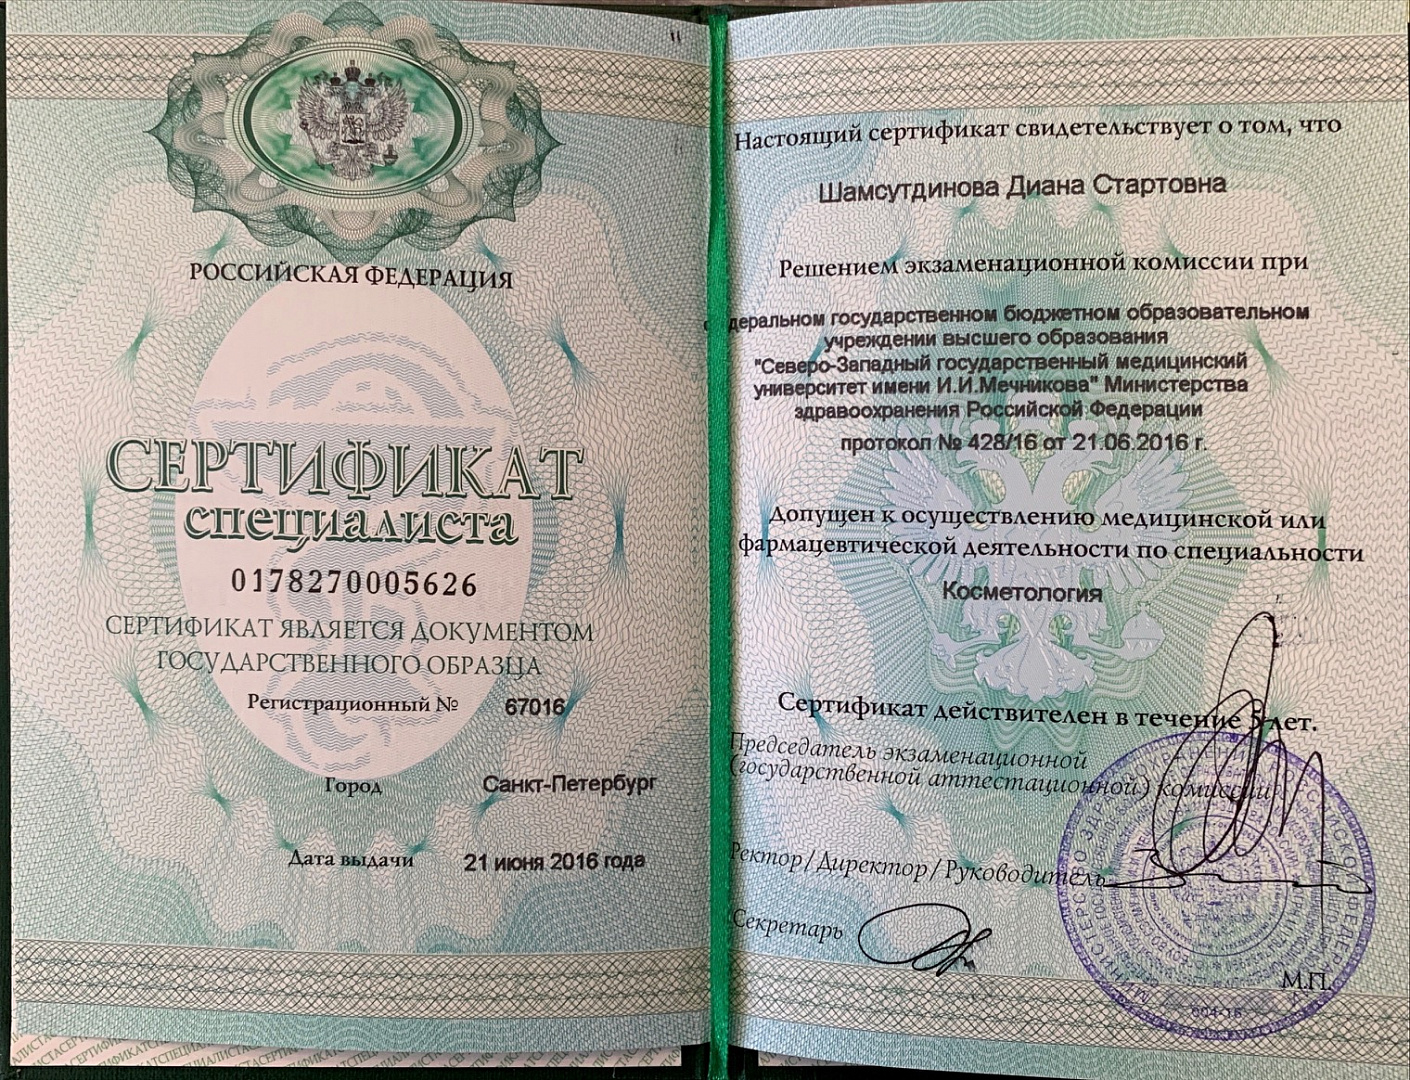 РОССИЙСКАЯ ФЕДЕРАЦИЯ
СЕРТИФИКАТ
специалиста
0178270005626
СЕРТИФИКАТ ЯВЛЯЕТСЯ ДОКУМЕНТОМ
ГОСУДАРСТВЕННОГО ОБРАЗЦА
Регистрационный № 67016
Город Санкт-Петербург
Дата выдачи 21 июня 2016 года
Настоящий сертификат свидетельствует о том, что
Шамсутдинова Диана Стартовна
Решением экзаменационной комиссии при
деральном государственном бюджетном образовательном
учреждении высшего образования
"Северо-Западный государственный медицинский
университет имени И.И.Мечникова" Министерства
здравоохранения Российской Федерации
протокол № 428/16 от 21.06.2016 г.
Допущен к осуществлению медицинской или
фармацевтической деятельности по специальности
Косметология
Сертификат действителен в течение 5 лет.
Председатель экзаменационной
(государственной аттестационной) комиссии
Ректор/Директор/Руководитель
Секретарь
М.П.